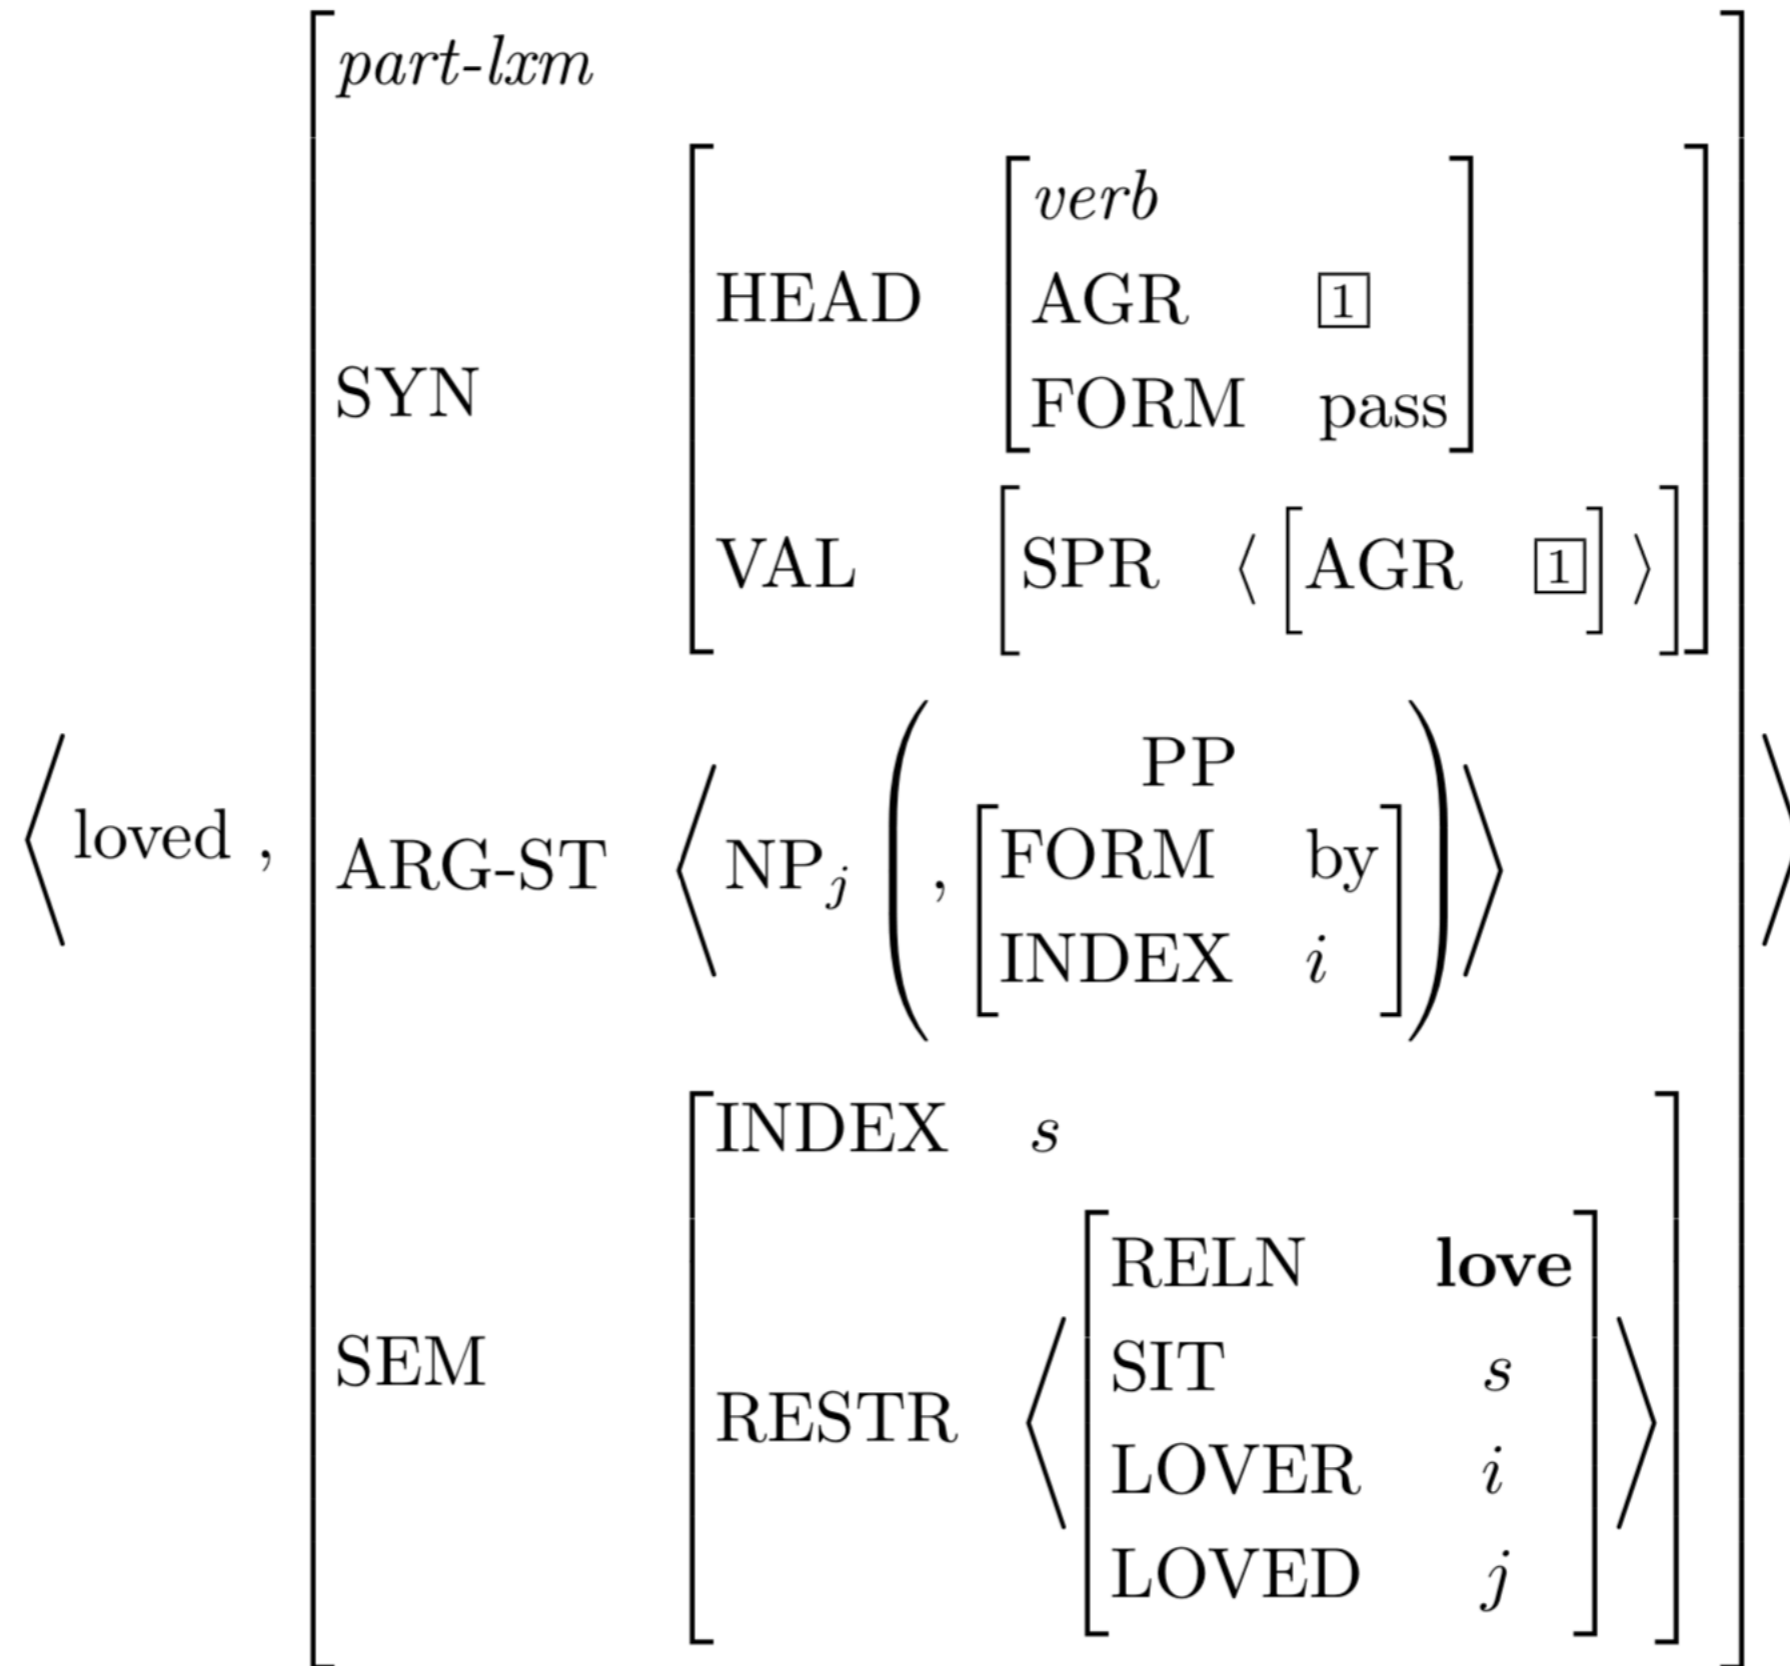 part-lxm
verb
HEAD AGR 1
SYN FORM pass
VAL [SPR ⟨[AGR 1]⟩]
⟨loved , ARG-ST ⟨NP_j ( , PP
[FORM by
INDEX i] )⟩ ⟩
INDEX s
RELN love
SEM SIT s
RESTR LOVER i
LOVED j